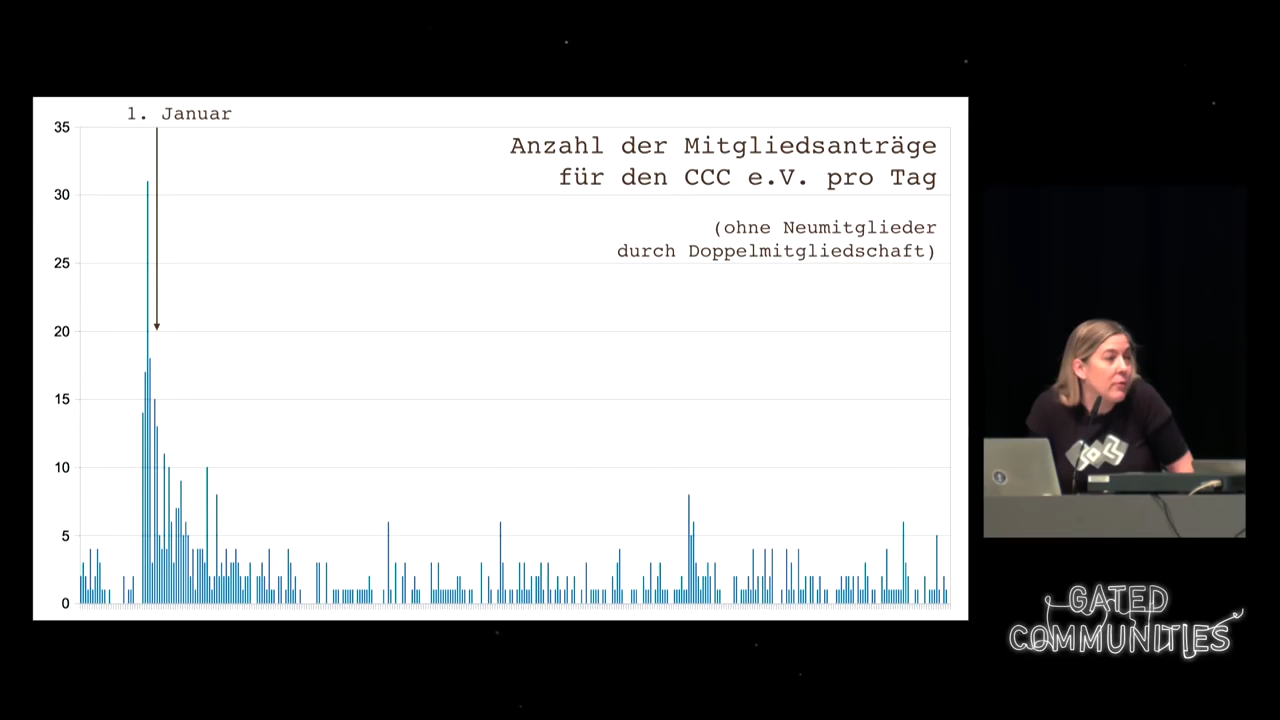 1. Januar
Anzahl der Mitgliedsanträge
für den CCC e.V. pro Tag
(ohne Neumitglieder
durch Doppelmitgliedschaft)
35
30
25
20
15
10
5
0
GATED
COMMUNITIES